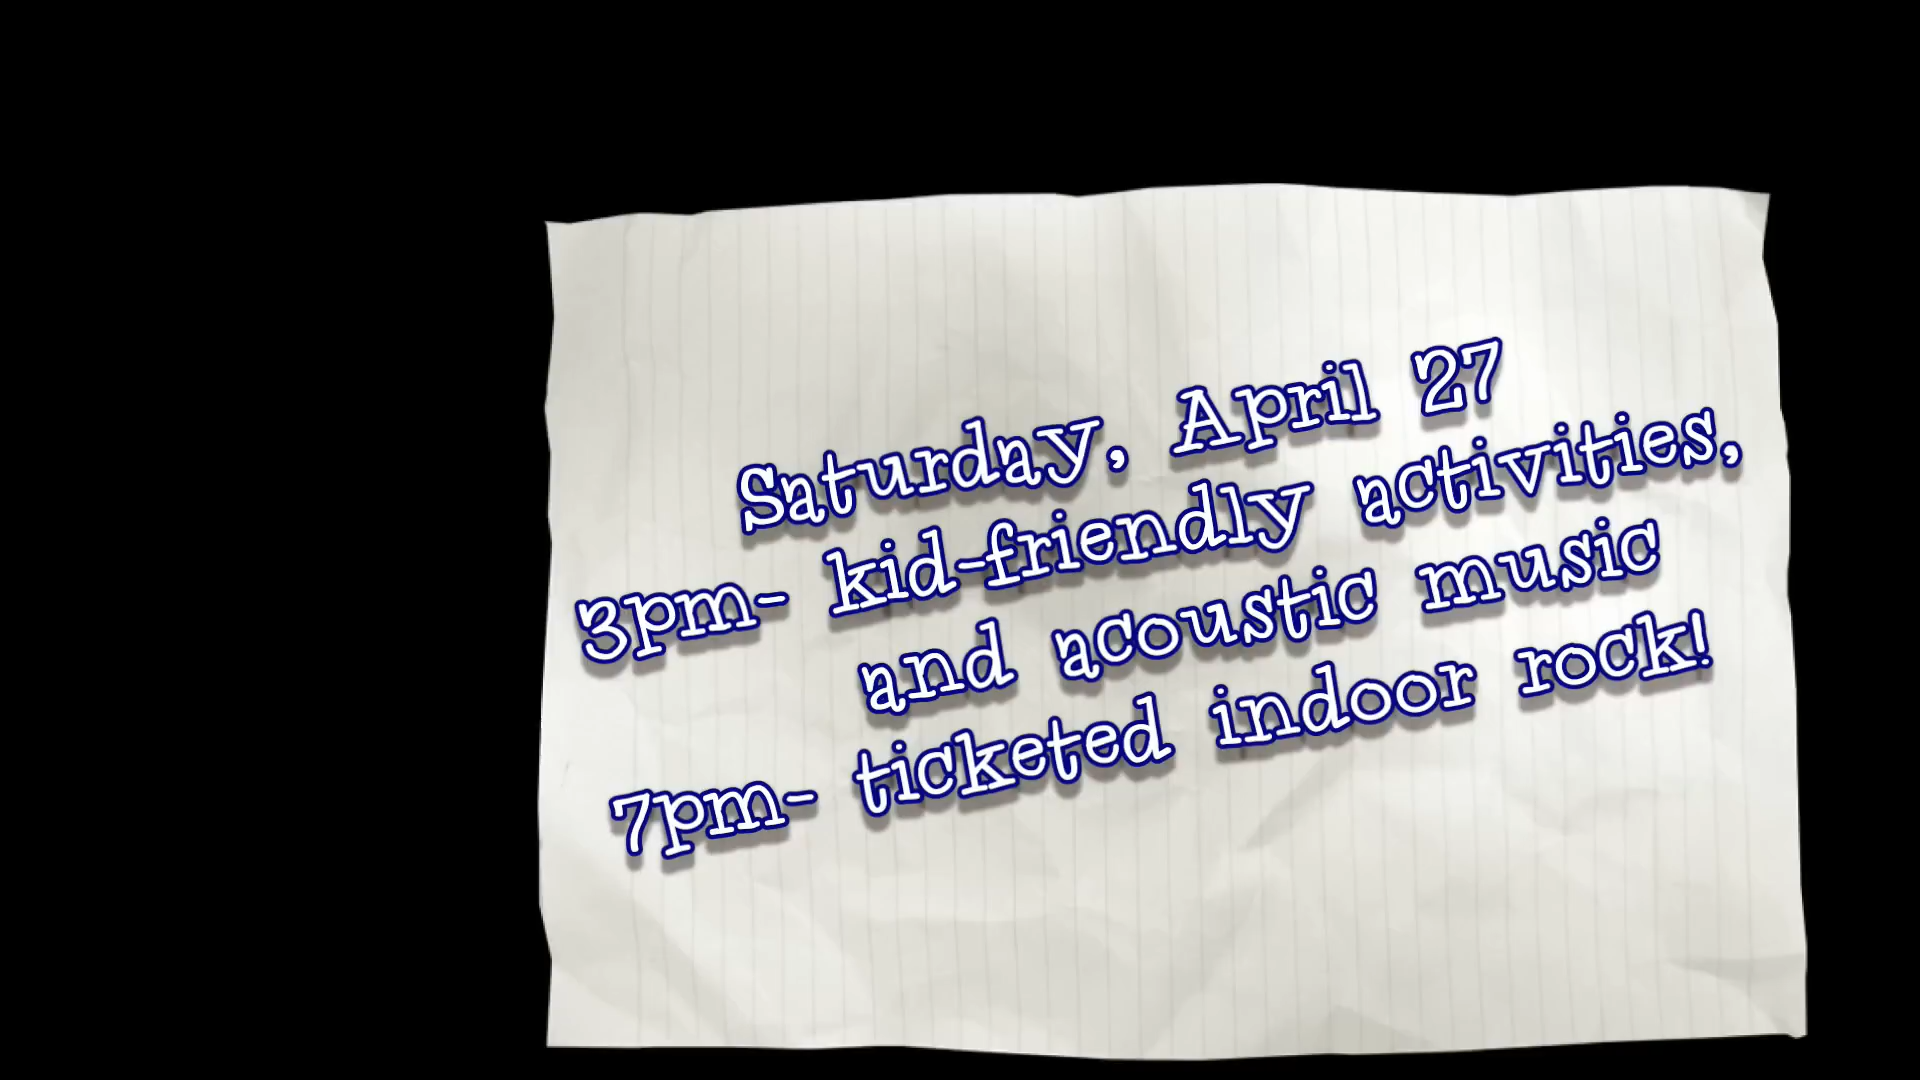 Saturday, April 27
3pm- kid-friendly activities,
and acoustic music
7pm- ticketed indoor rock!